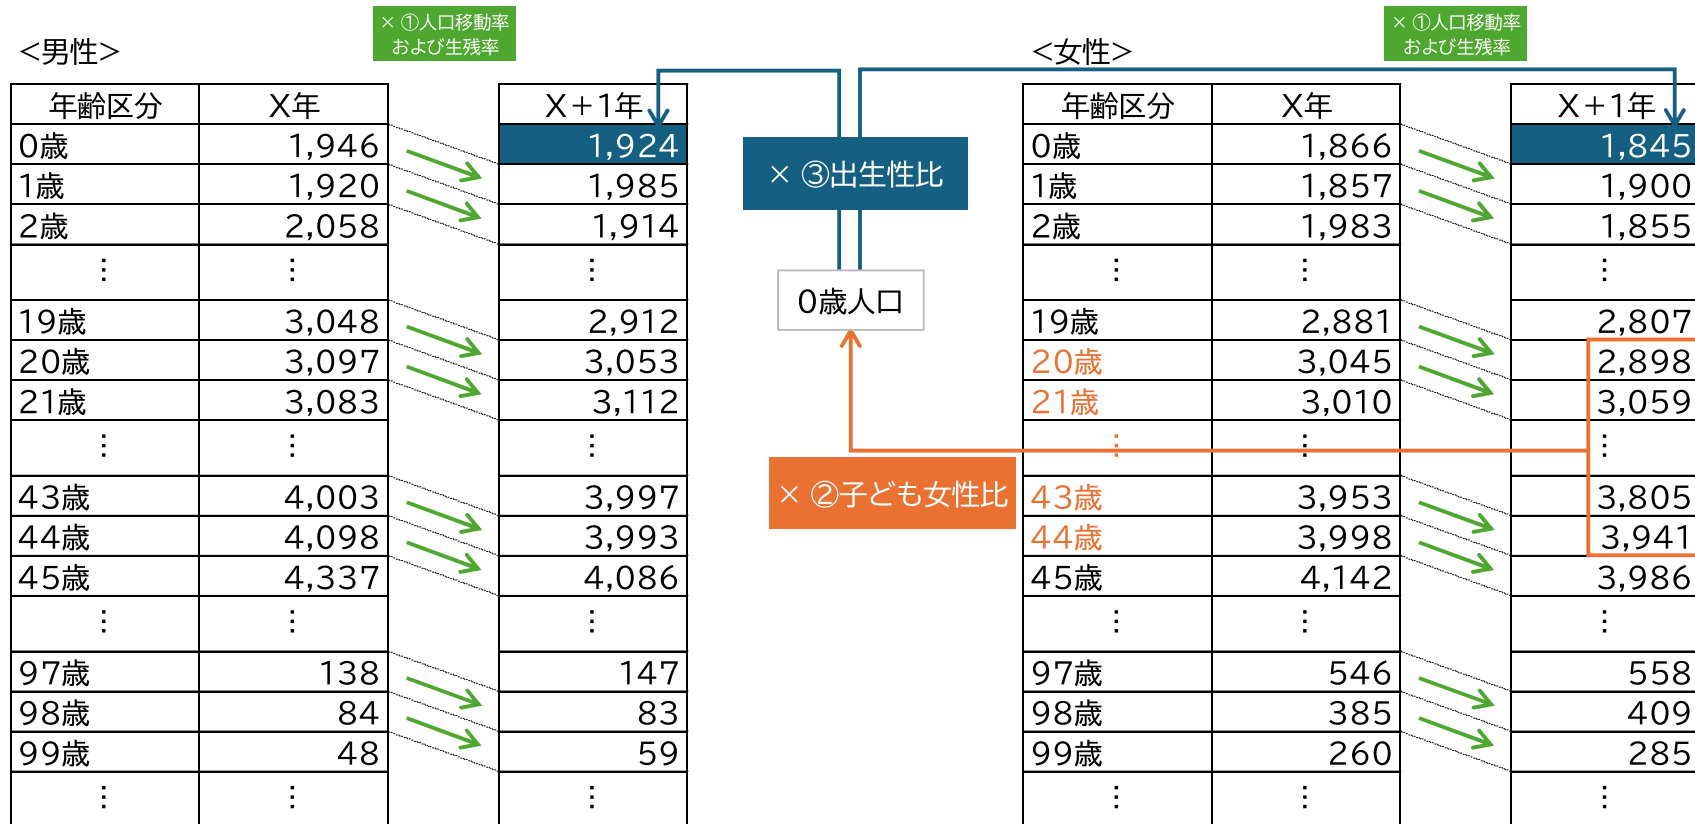 × ①人口移動率
および生残率
<男性>
年齢区分 X年 X+1年
0歳 1,946 1,924
1歳 1,920 1,985
2歳 2,058 1,914
⋮ ⋮ ⋮
19歳 3,048 2,912
20歳 3,097 3,053
21歳 3,083 3,112
⋮ ⋮ ⋮
43歳 4,003 3,997
44歳 4,098 3,993
45歳 4,337 4,086
⋮ ⋮ ⋮
97歳 138 147
98歳 84 83
99歳 48 59
⋮ ⋮ ⋮
× ③出生性比
0歳人口
× ②子ども女性比
× ①人口移動率
および生残率
<女性>
年齢区分 X年 X+1年
0歳 1,866 1,845
1歳 1,857 1,900
2歳 1,983 1,855
⋮ ⋮ ⋮
19歳 2,881 2,807
20歳 3,045 2,898
21歳 3,010 3,059
⋮ ⋮ ⋮
43歳 3,953 3,805
44歳 3,998 3,941
45歳 4,142 3,986
⋮ ⋮ ⋮
97歳 546 558
98歳 385 409
99歳 260 285
⋮ ⋮ ⋮